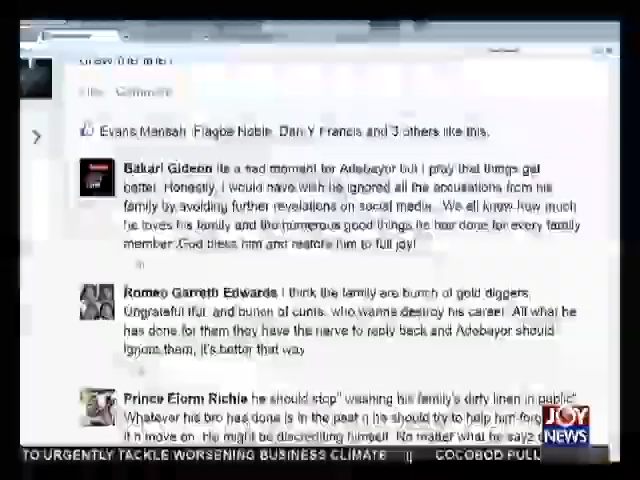 draw the line!
Like Comment
Evans Mensah, Flagbe Noble, Dan Y Francis and 3 others like this.
Bakari Gideon its a sad moment for Adebayor but I pray that things get
better. Honestly, I would have wish he ignored all the accusations from his
family by avoiding further revelations on social media. We all know how much
he loves his family and the numerous good things he has done for every family
member .God bless him and restore him to full joy!
Romeo Garreth Edwards I think the family are bunch of gold diggers,
Ungrateful and bunch of cunts, who wanna destroy his career. All what he
has done for them they have the nerve to reply back and Adebayor should
ignore them, it's better that way
Prince Elorm Richie he should stop" washing his family's dirty linen in public"
Whatever his bro has done is in the past n he should try to help him
n move on. He might be discrediting himself. No matter what he says
JOY
NEWS
TO URGENTLY TACKLE WORSENING BUSINESS CLIMATE || COCOBOD PULL